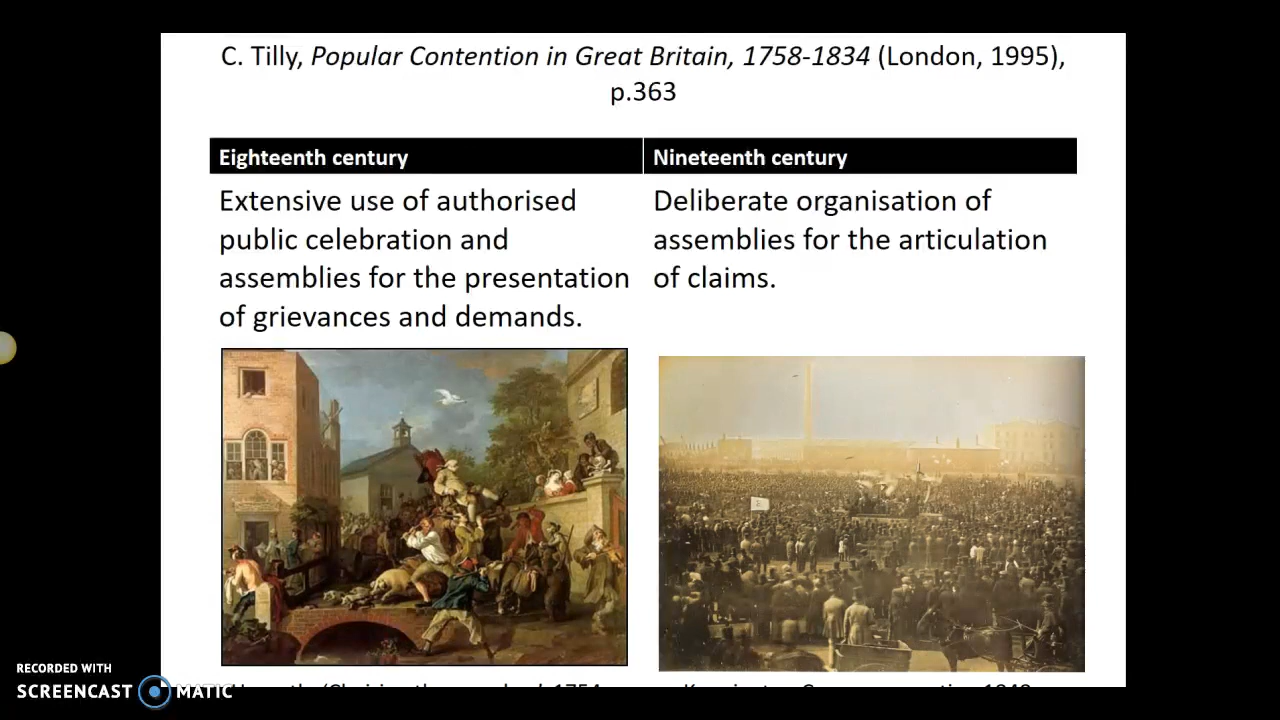 C. Tilly, Popular Contention in Great Britain, 1758-1834 (London, 1995),
p.363
Eighteenth century
Nineteenth century
Extensive use of authorised
public celebration and
assemblies for the presentation
of grievances and demands.
Deliberate organisation of
assemblies for the articulation
of claims.
RECORDED WITH
SCREENCAST MATIC